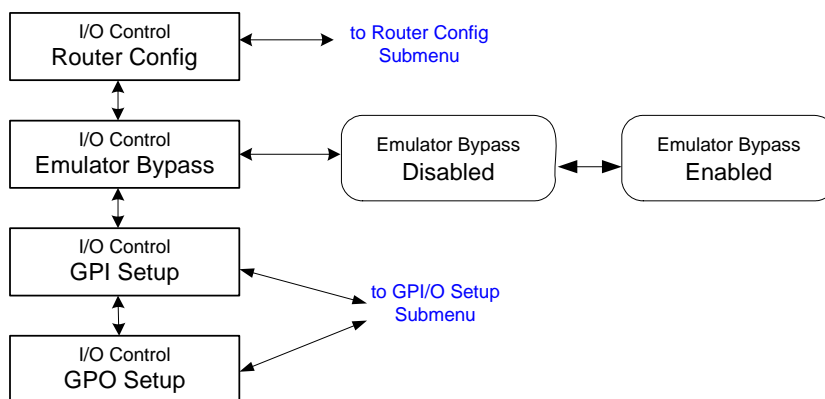 I/O Control
Router Config
to Router Config
Submenu
I/O Control
Emulator Bypass
Emulator Bypass
Disabled
Emulator Bypass
Enabled
I/O Control
GPI Setup
to GPI/O Setup
Submenu
I/O Control
GPO Setup